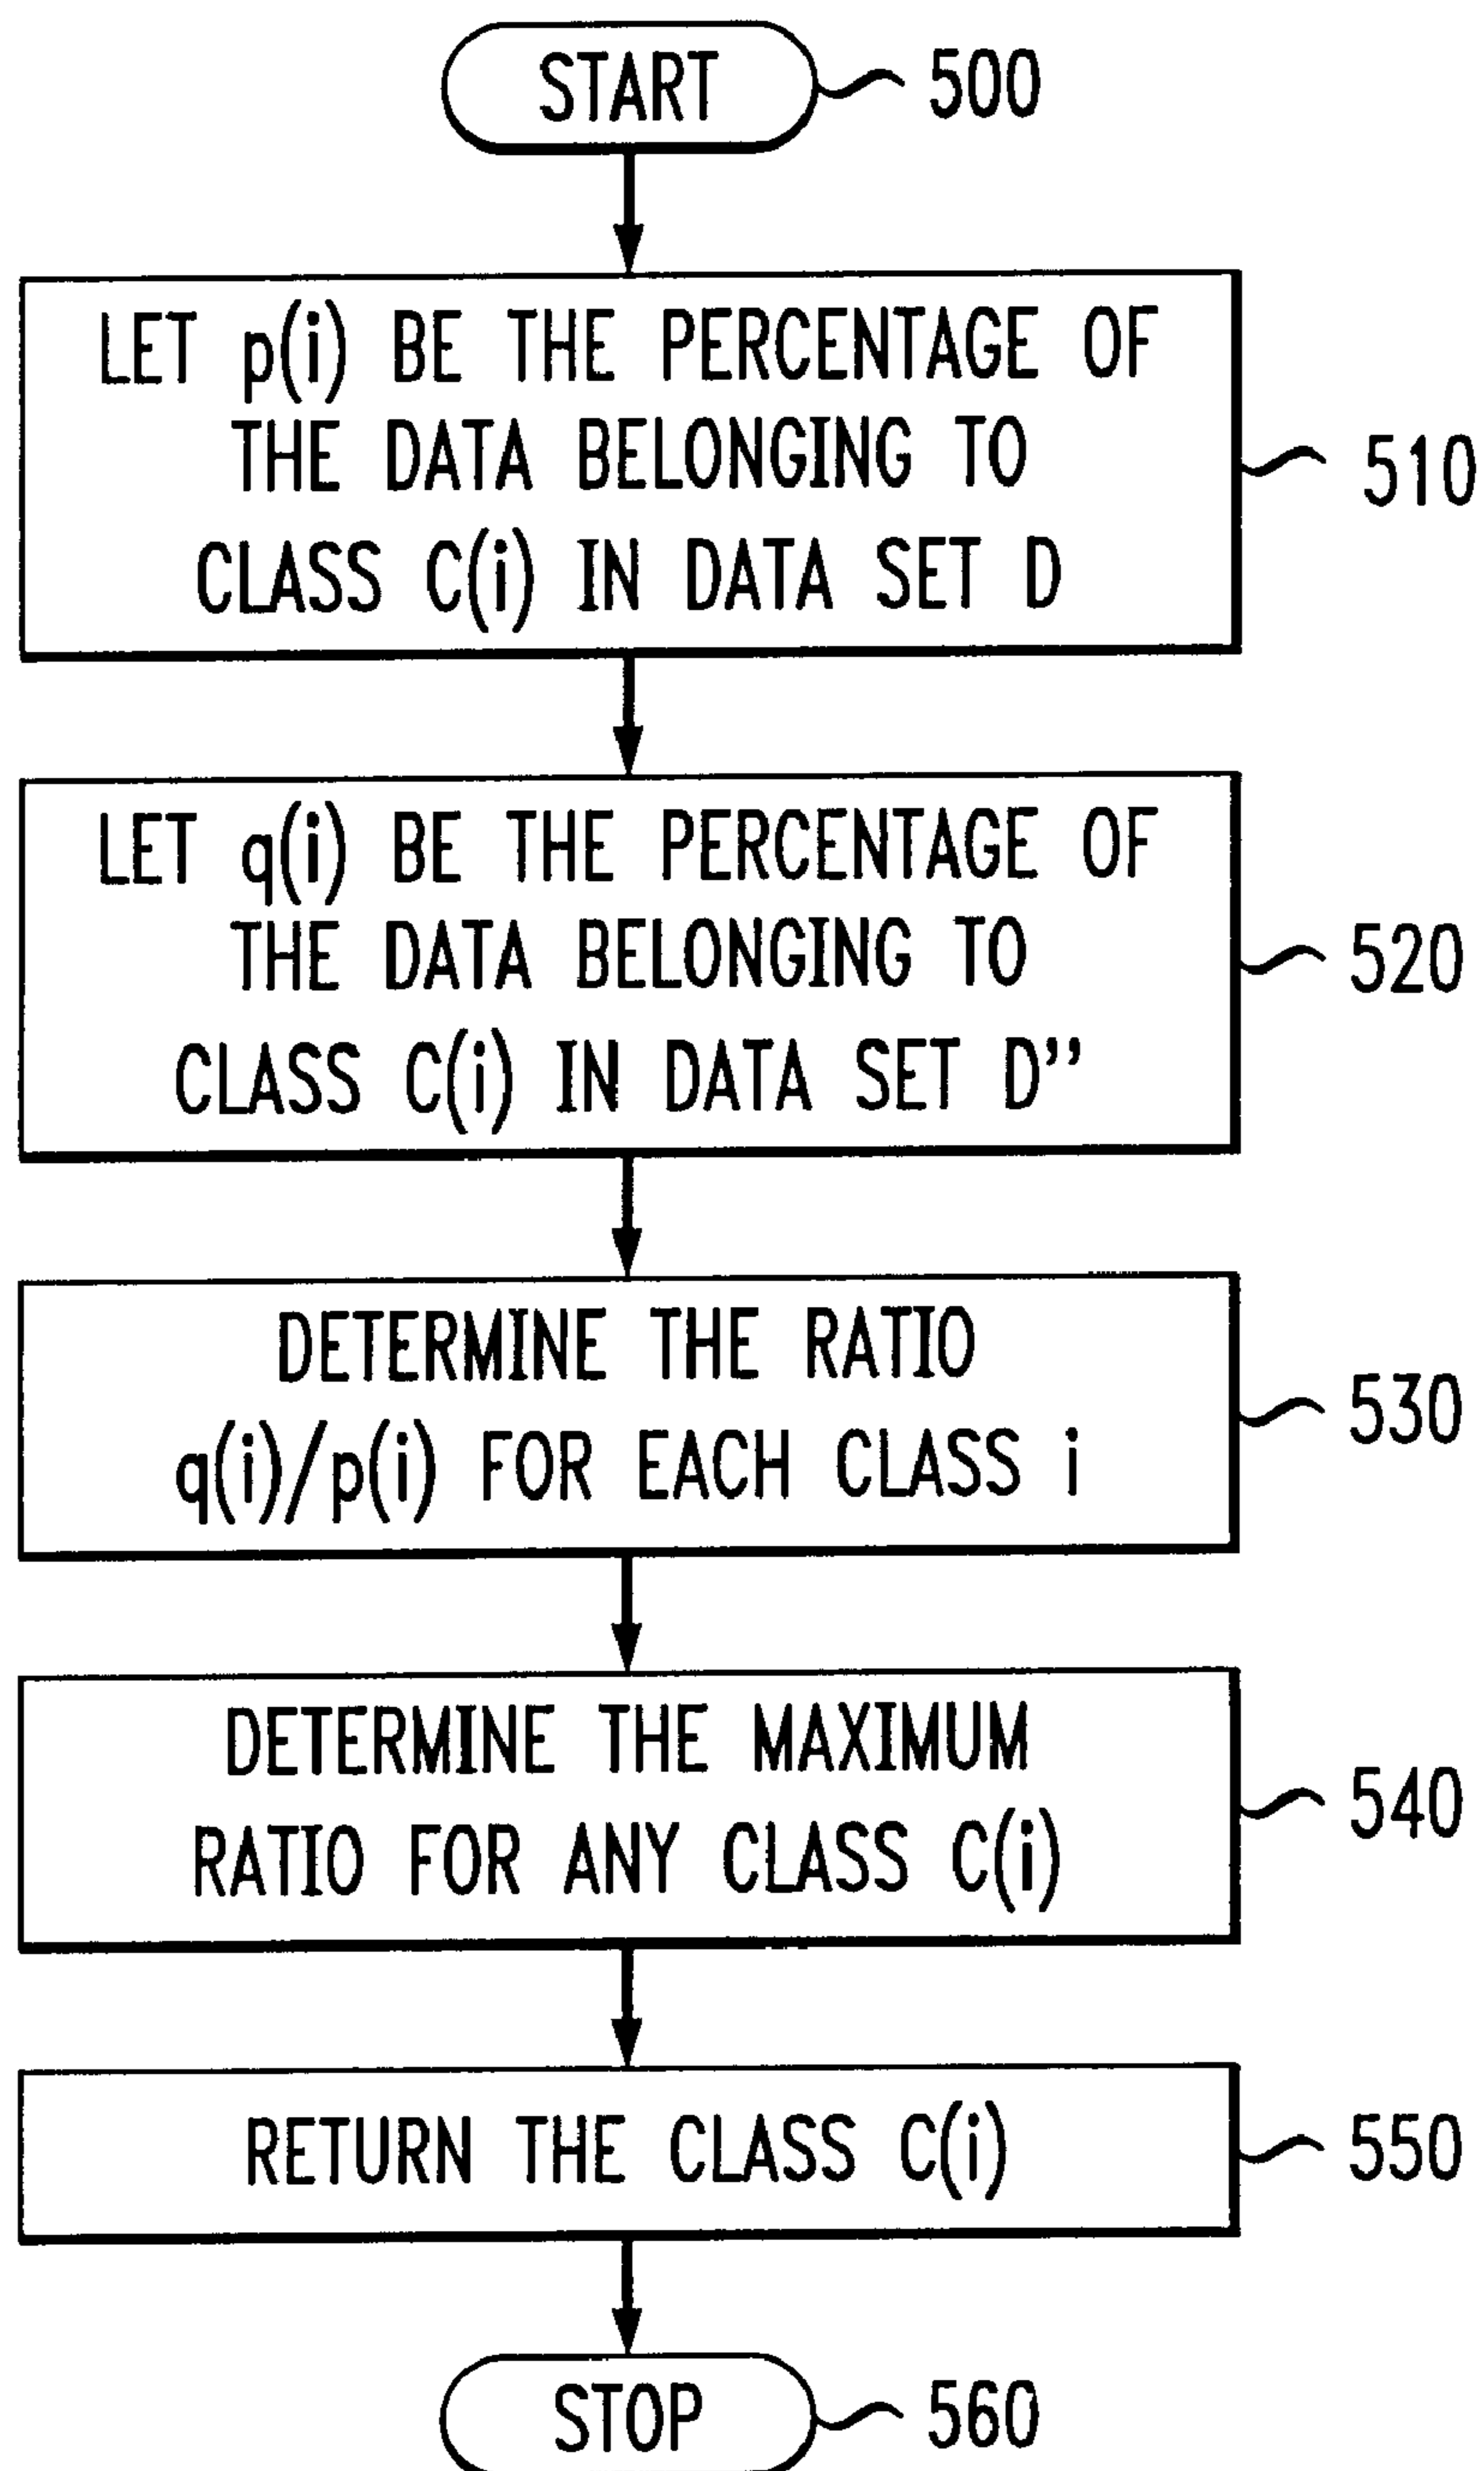 START
500
LET p(i) BE THE PERCENTAGE OF
THE DATA BELONGING TO
CLASS C(i) IN DATA SET D
510
LET q(i) BE THE PERCENTAGE OF
THE DATA BELONGING TO
CLASS C(i) IN DATA SET D”
520
DETERMINE THE RATIO
q(i)/p(i) FOR EACH CLASS i
530
DETERMINE THE MAXIMUM
RATIO FOR ANY CLASS C(i)
540
RETURN THE CLASS C(i)
550
STOP
560